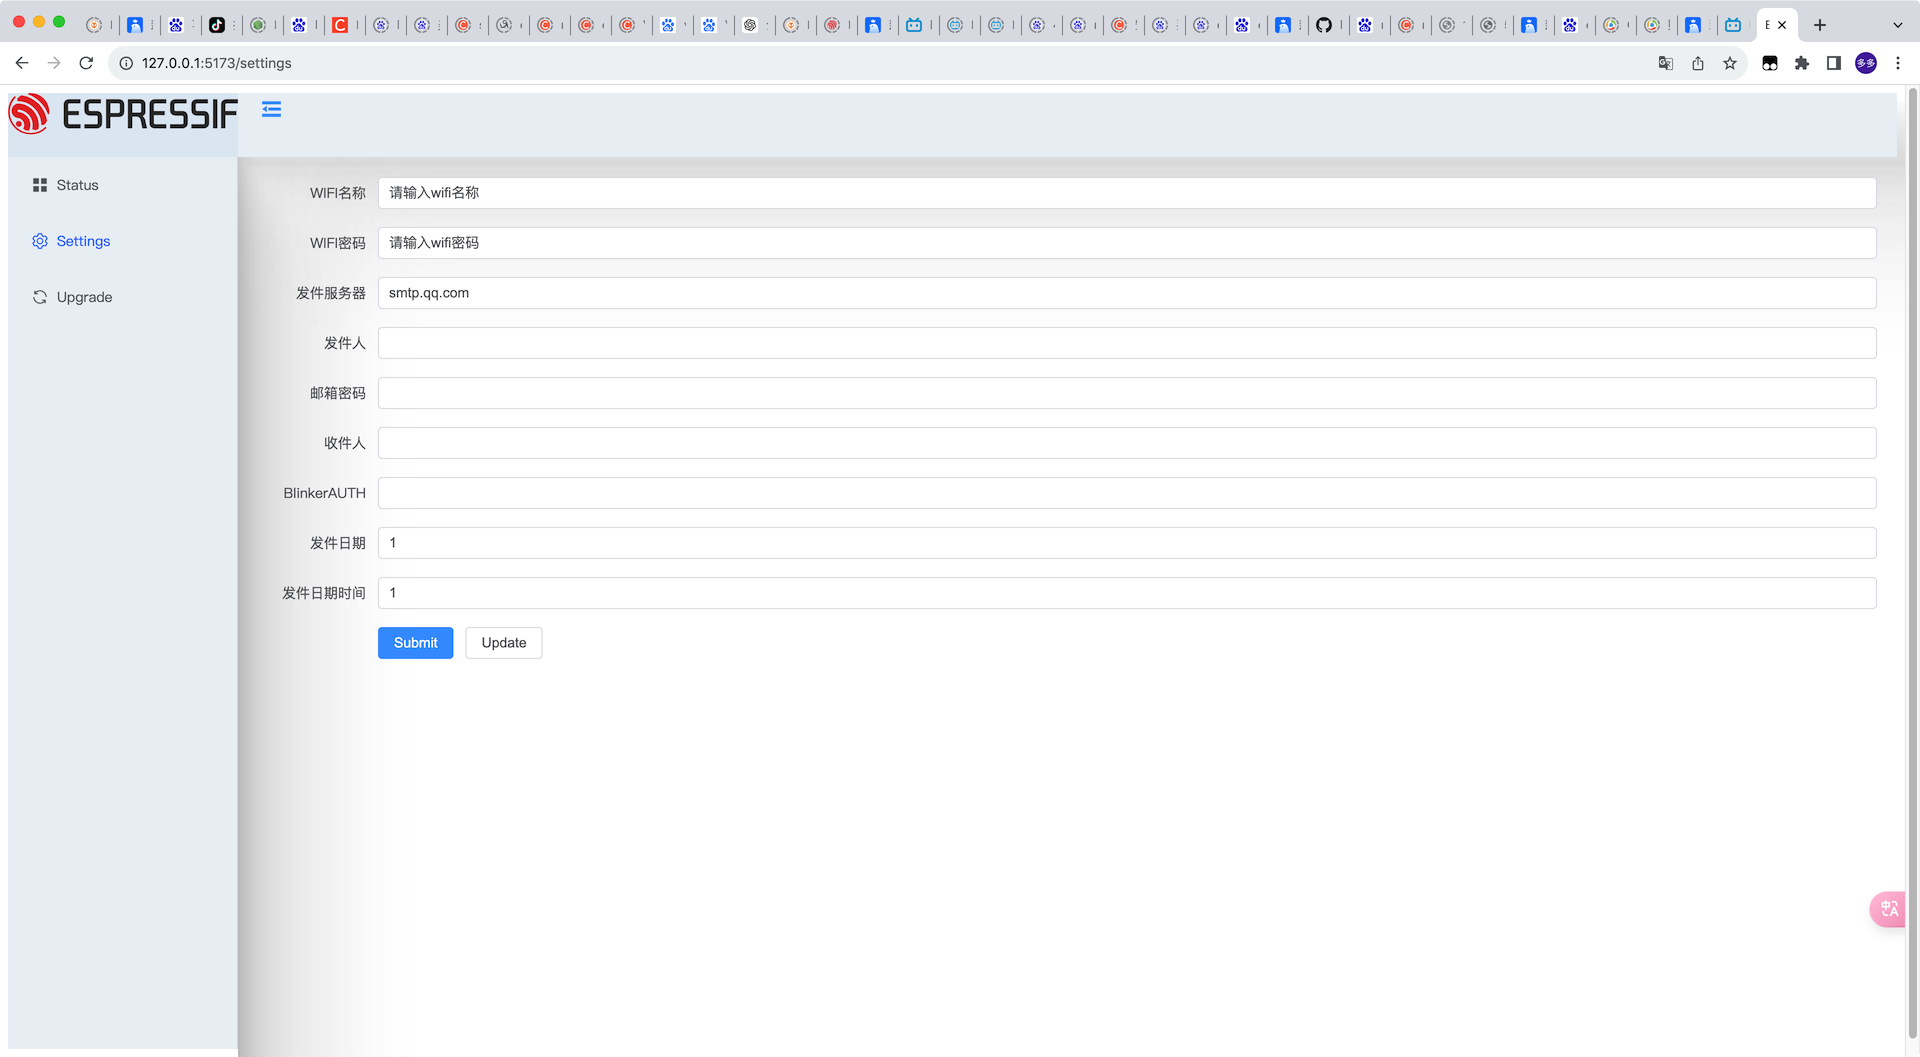 127.0.0.1:5173/settings
多多
ESPRESSIF
Status
Settings
Upgrade
WIFI名称 请输入wifi名称
WIFI密码 请输入wifi密码
发件服务器 smtp.qq.com
发件人
邮箱密码
收件人
BlinkerAUTH
发件日期 1
发件日期时间 1
Submit Update